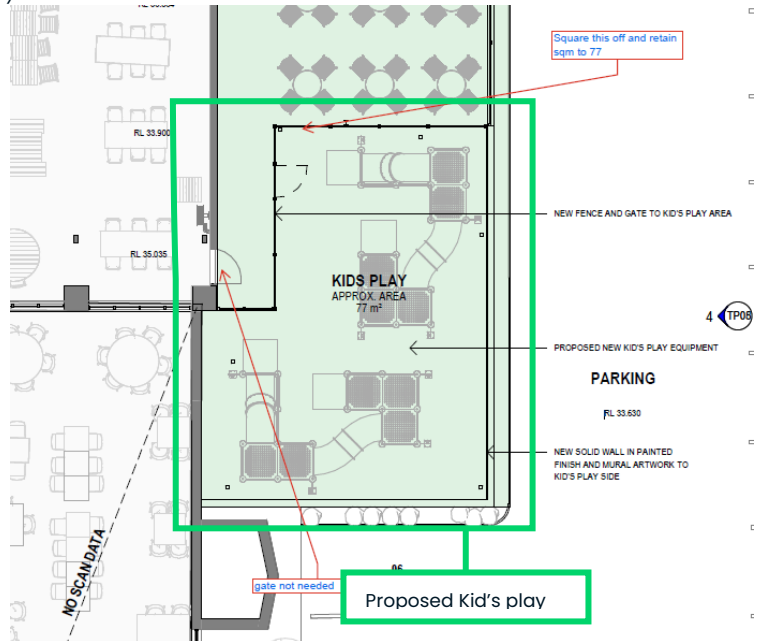 Square this off and retain
sqm to 77
RL 33.900
NEW FENCE AND GATE TO KID'S PLAY AREA
RL 35.035
KIDS PLAY
APPROX. AREA
77 m²
4 TP05
PROPOSED NEW KID'S PLAY EQUIPMENT
PARKING
RL 33.630
NEW SOLID WALL IN PAINTED
FINISH AND MURAL ARTWORK TO
KID'S PLAY SIDE
NO SCAN DATA
gate not needed
Proposed Kid's play